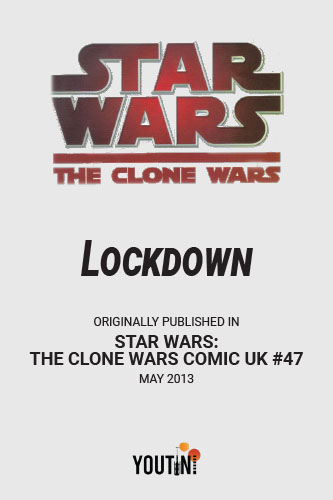 STAR
WARS
THE CLONE WARS
LOCKDOWN
ORIGINALLY PUBLISHED IN
STAR WARS:
THE CLONE WARS COMIC UK #47
MAY 2013
YOUTINI